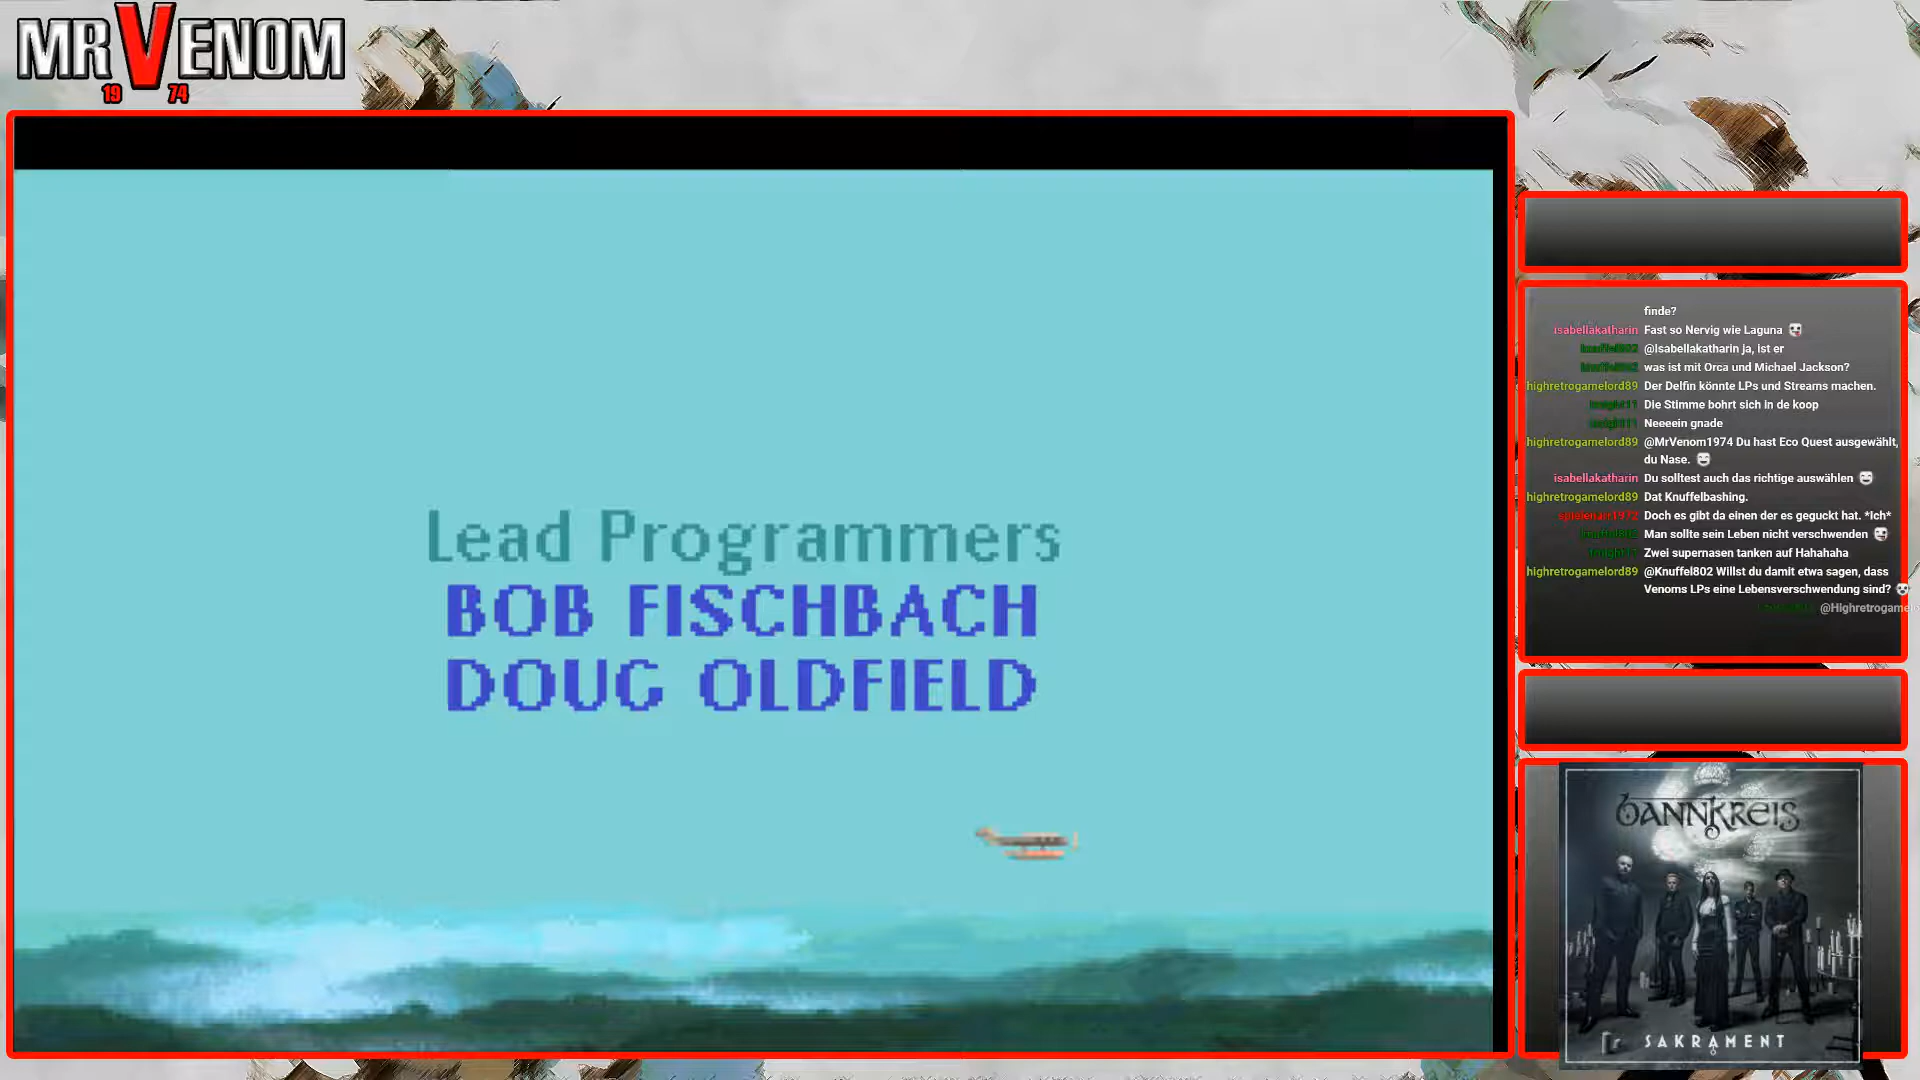 MR VENOM
19 74
Lead Programmers
BOB FISCHBACH
DOUG OLDFIELD
finde?
isabellakatharin Fast so Nervig wie Laguna
@Isabellakatharin ja, ist er
was ist mit Orca und Michael Jackson?
highretrogamelord89 Der Delfin könnte LPs und Streams machen.
Die Stimme bohrt sich in de koop
Neeeein gnade
highretrogamelord89 @MrVenom1974 Du hast Eco Quest ausgewählt,
du Nase.
isabellakatharin Du solltest auch das richtige auswählen
highretrogamelord89 Dat Knuffelbashing.
spielenarr1972 Doch es gibt da einen der es geguckt hat. *Ich*
Man sollte sein Leben nicht verschwenden
Zwei supernasen tanken auf Hahahaha
highretrogamelord89 @Knuffel802 Willst du damit etwa sagen, dass
Venoms LPs eine Lebensverschwendung sind?
@Highretrogamelo
BANNKREIS
SAKRAMENT